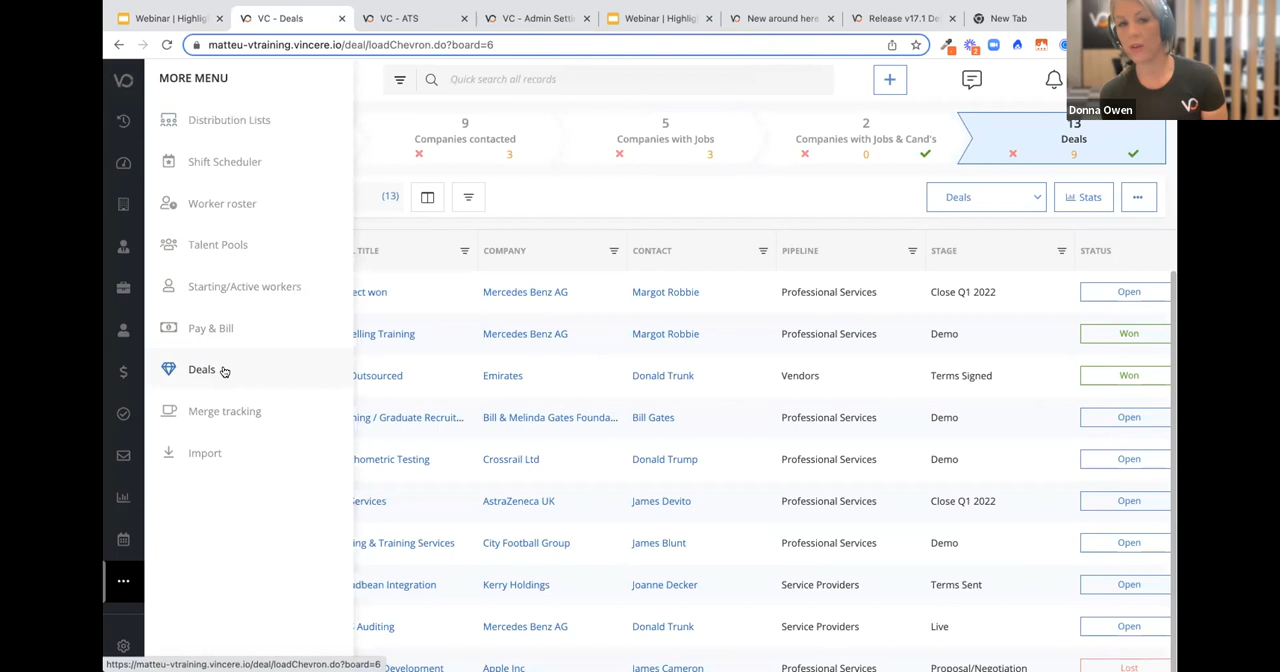 Webinar | Highlig
VC - Deals
VC - ATS
VC - Admin Setti
Webinar | Highlig
New around here
Release v17.1 De
New Tab
matteu-vtraining.vincere.io/deal/loadChevron.do?board=6
Donna Owen
MORE MENU
Distribution Lists
Shift Scheduler
Worker roster
Talent Pools
Starting/Active workers
Pay & Bill
Deals
Merge tracking
Import
Quick search all records
9
Companies contacted
3
5
Companies with Jobs
3
2
Companies with Jobs & Cand's
0
13
Deals
9
(13)
Deals
Stats
TITLE COMPANY CONTACT PIPELINE STAGE STATUS
ect won Mercedes Benz AG Margot Robbie Professional Services Close Q1 2022 Open
elling Training Mercedes Benz AG Margot Robbie Professional Services Demo Won
Outsourced Emirates Donald Trunk Vendors Terms Signed Won
ning / Graduate Recruit... Bill & Melinda Gates Founda... Bill Gates Professional Services Demo Open
hometric Testing Crossrail Ltd Donald Trump Professional Services Demo Open
Services AstraZeneca UK James Devito Professional Services Close Q1 2022 Open
ing & Training Services City Football Group James Blunt Professional Services Demo Open
adbean Integration Kerry Holdings Joanne Decker Service Providers Terms Sent Open
Auditing Mercedes Benz AG Donald Trunk Service Providers Live Open
Development Apple Inc James Cameron Professional Services Proposal/Negotiation Lost
https://matteu-vtraining.vincere.io/deal/loadChevron.do?board=6